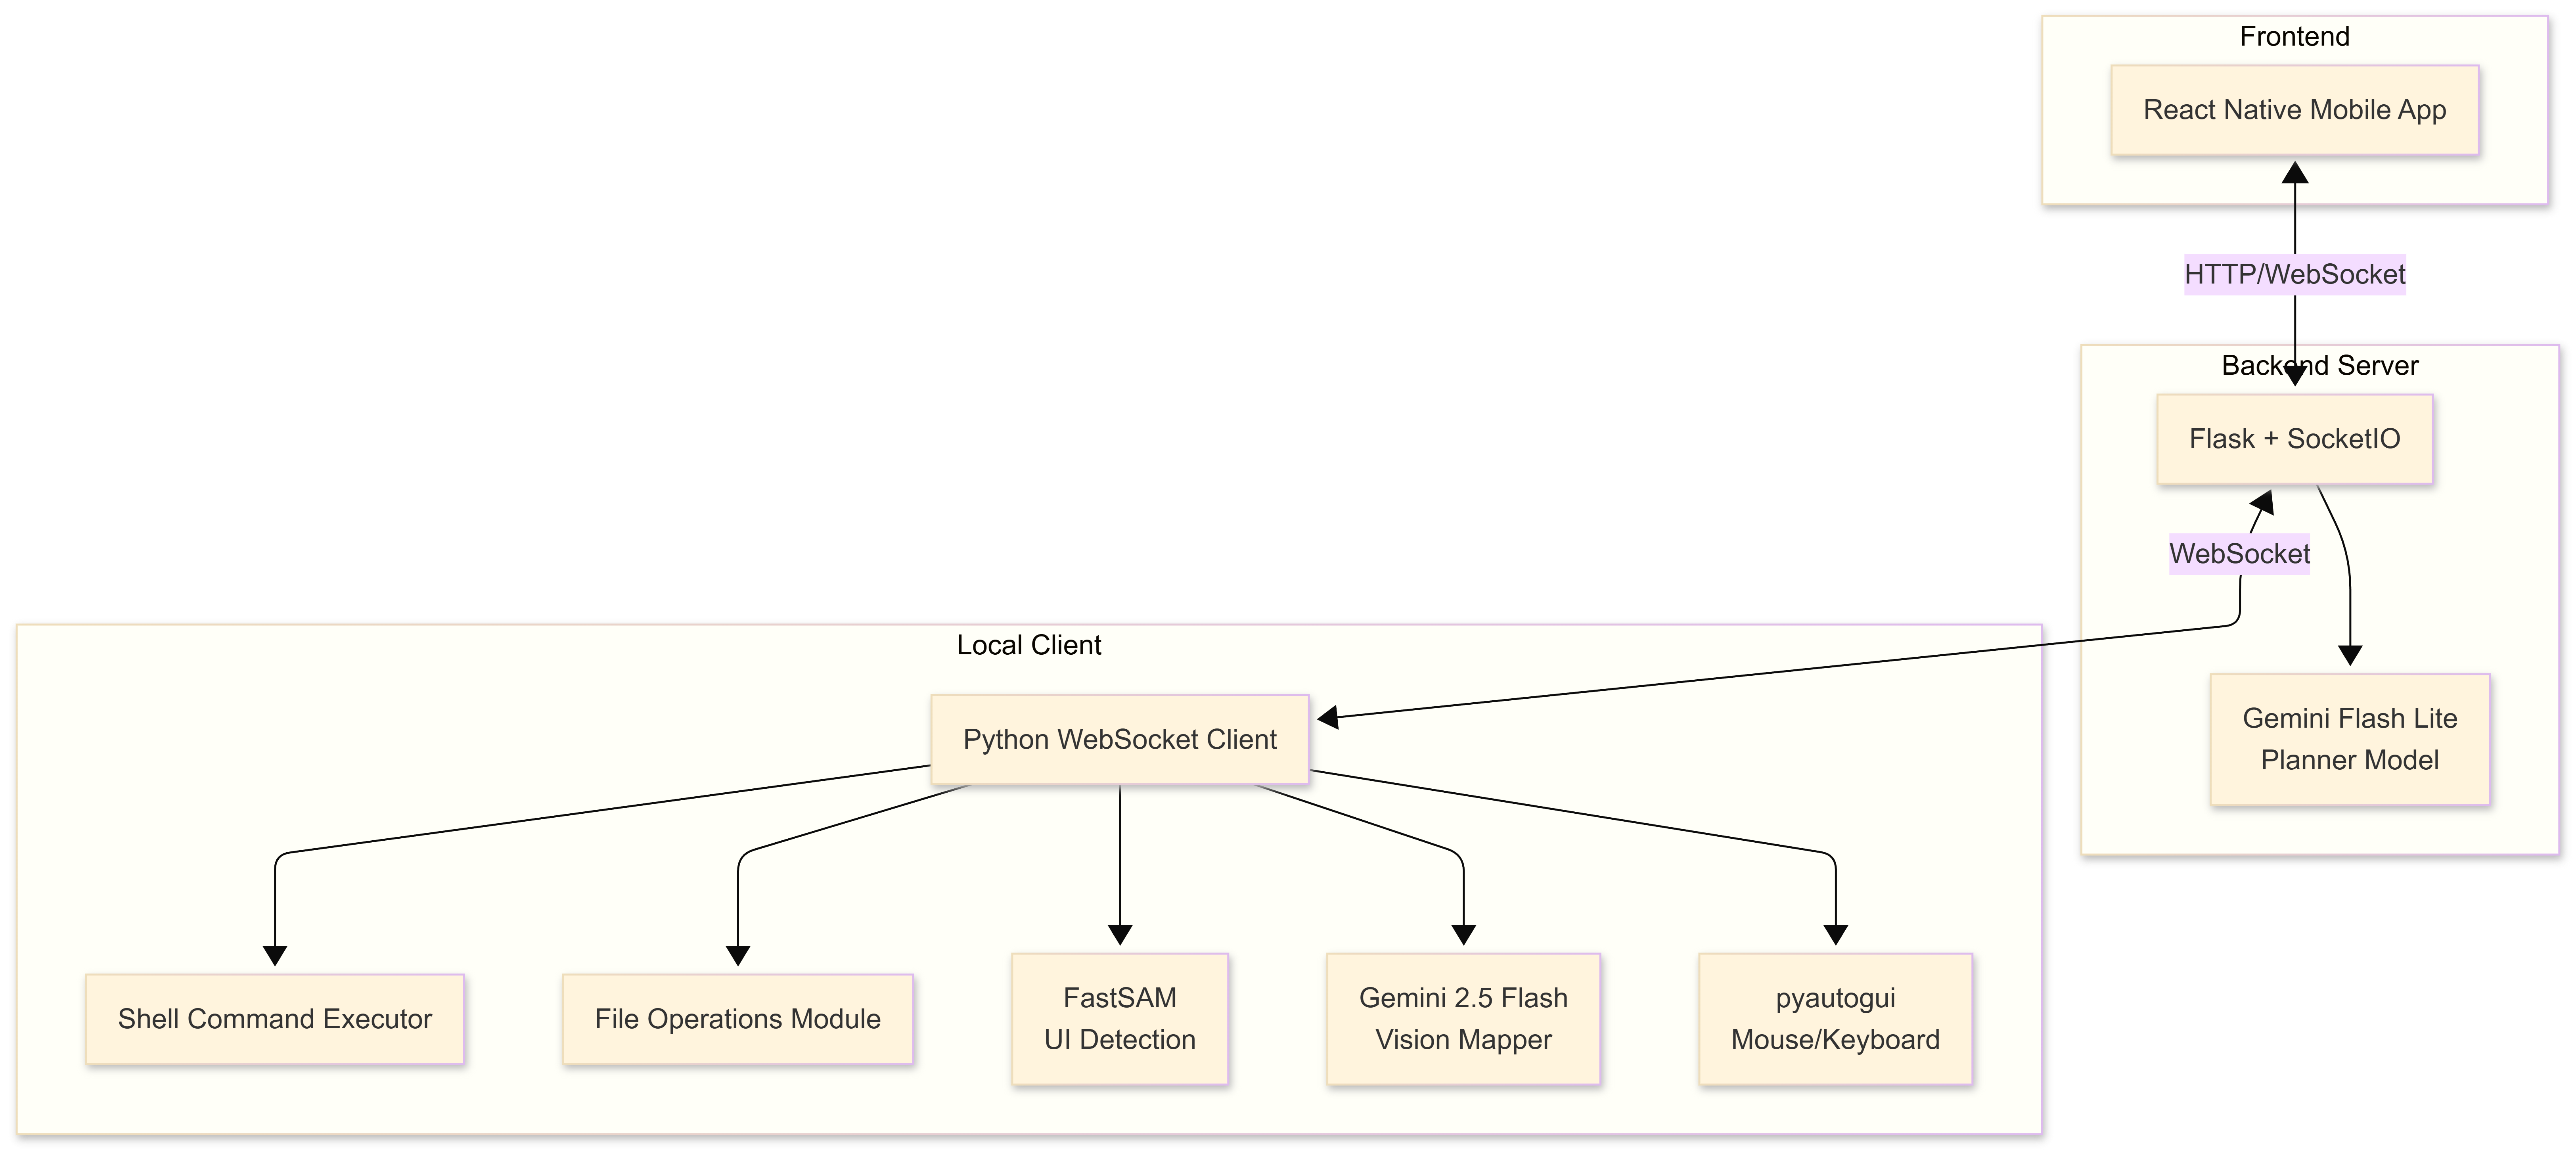 Frontend
React Native Mobile App
HTTP/WebSocket
Backend Server
Flask + SocketIO
WebSocket
Gemini Flash Lite
Planner Model
Local Client
Python WebSocket Client
Shell Command Executor
File Operations Module
FastSAM
UI Detection
Gemini 2.5 Flash
Vision Mapper
pyautogui
Mouse/Keyboard